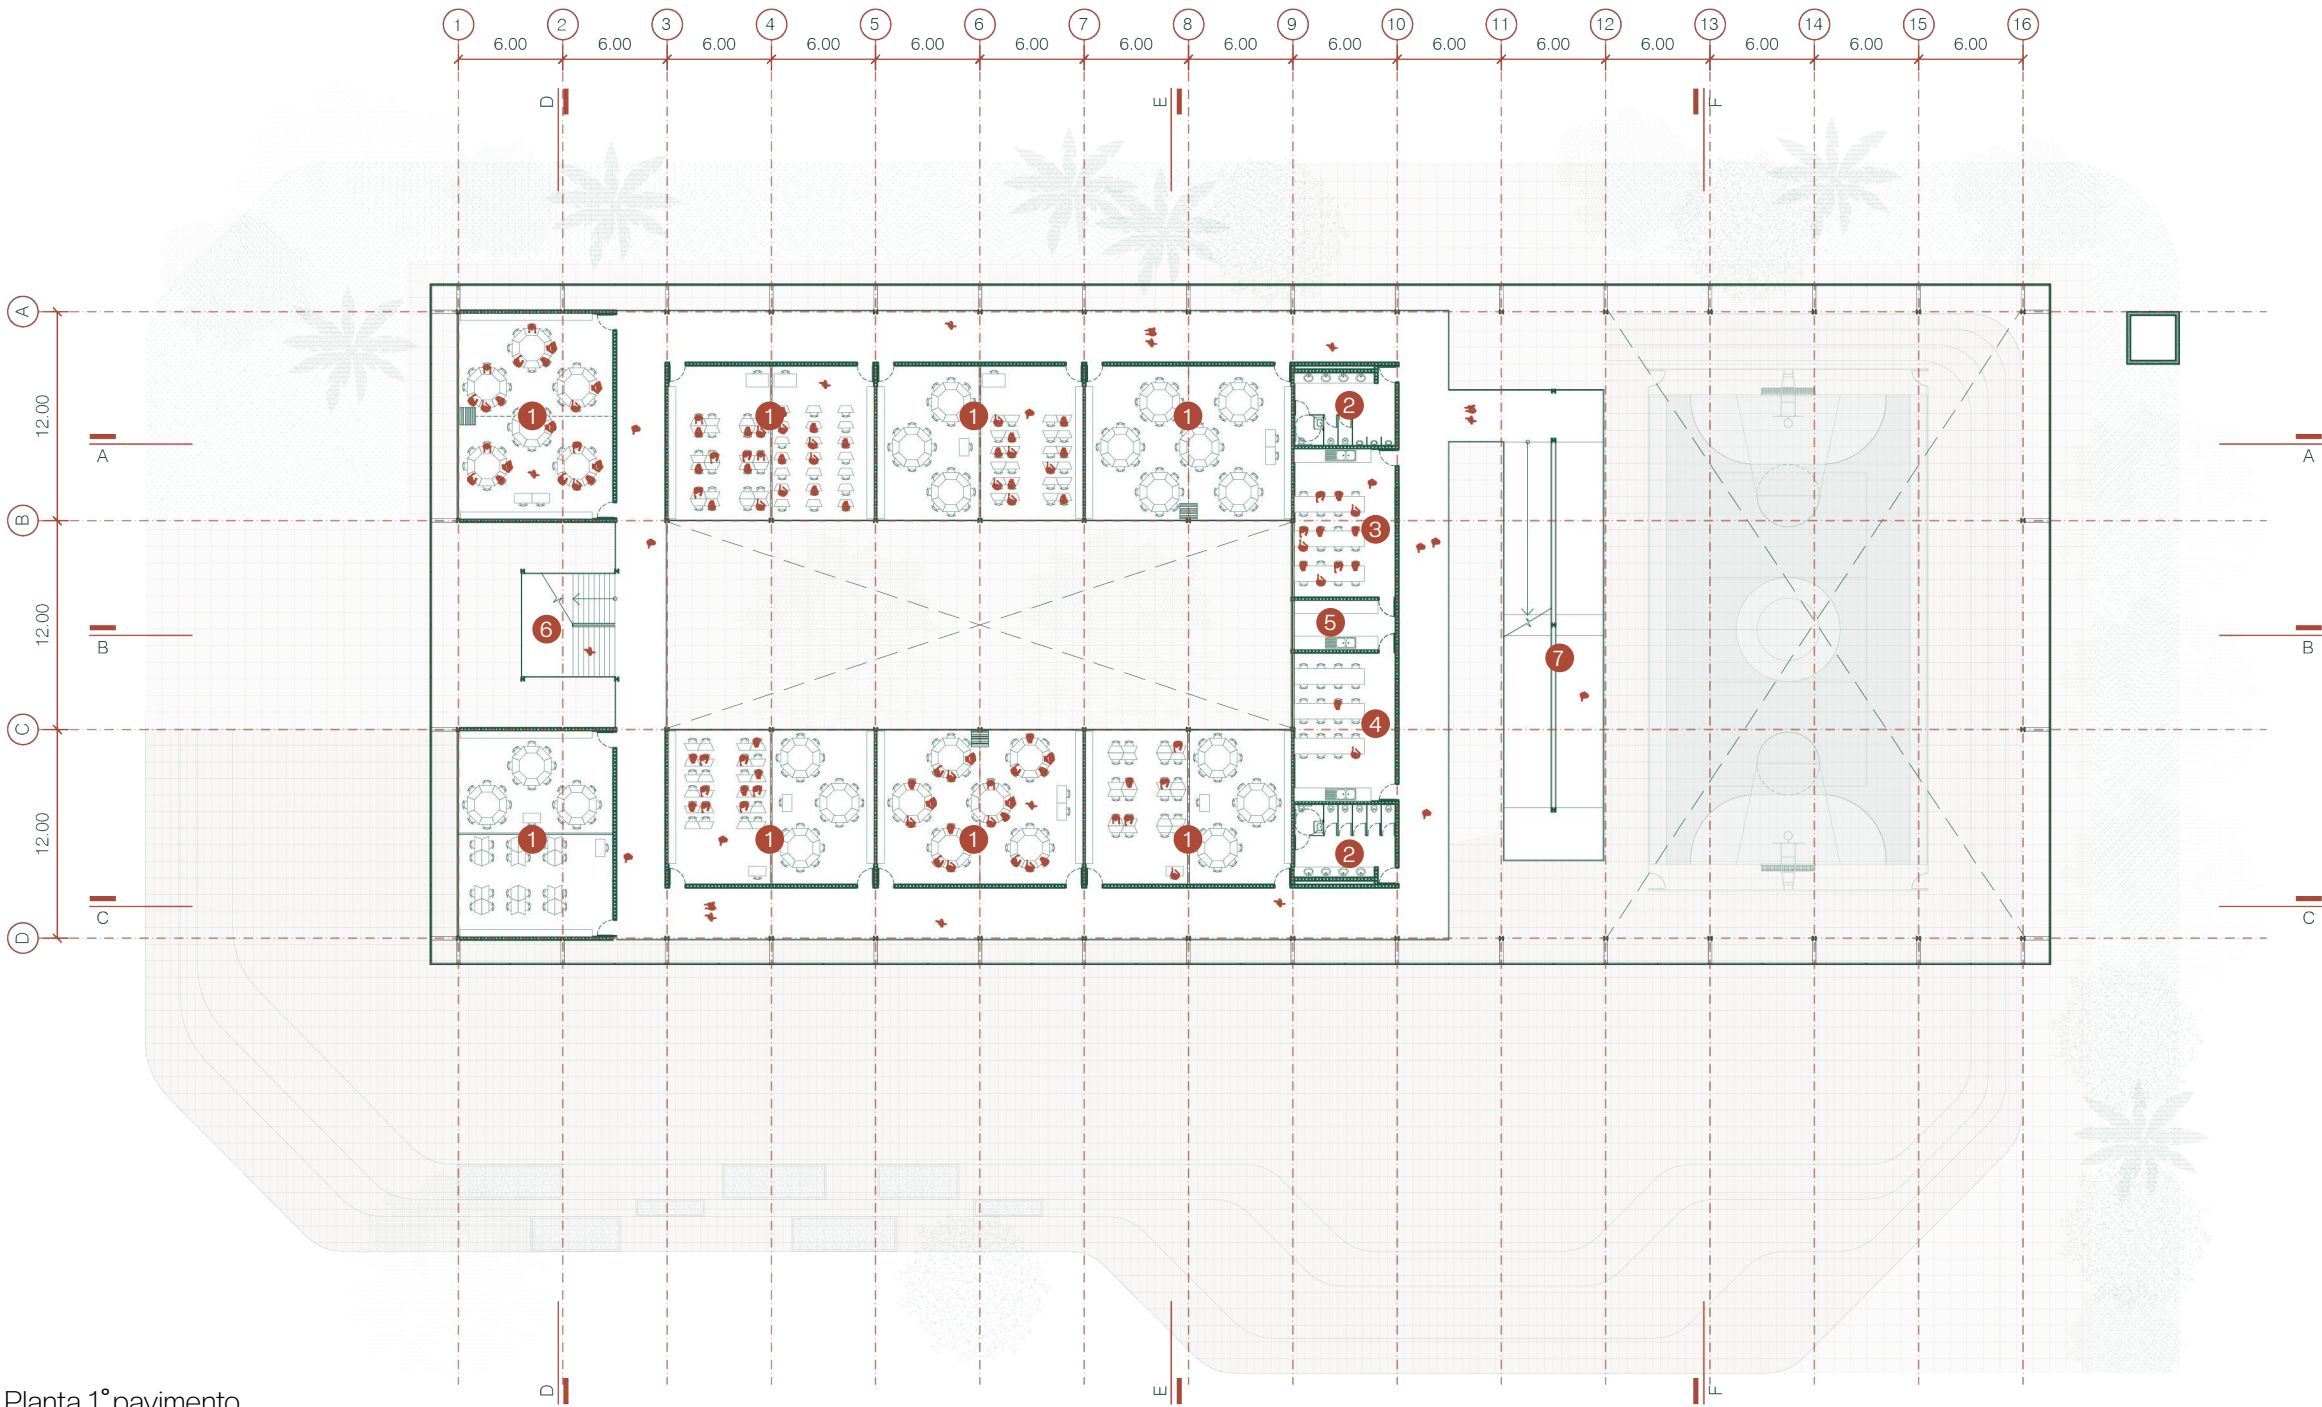 1 2 3 4 5 6 7 8 9 10 11 12 13 14 15 16
6.00 6.00 6.00 6.00 6.00 6.00 6.00 6.00 6.00 6.00 6.00 6.00 6.00 6.00 6.00
D E F
A
1 1 1 1 2
12.00
A A
B
3
5
6
12.00
B B
7
C
4
1 1 1 1 2
12.00
C C
D
D E F
Planta 1° pavimento